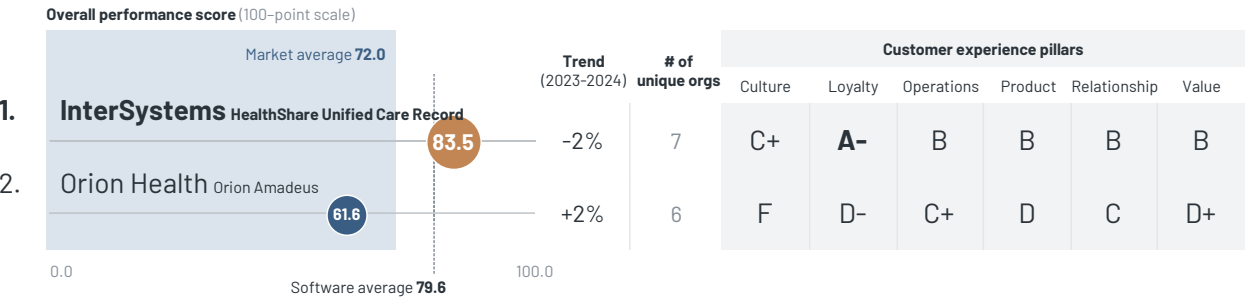 Overall performance score (100-point scale)
Market average 72.0
Trend
(2023-2024)
# of
unique orgs
Customer experience pillars
Culture Loyalty Operations Product Relationship Value
1. InterSystems HealthShare Unified Care Record
83.5 -2% 7 C+ A- B B B B
2. Orion Health Orion Amadeus
61.6 +2% 6 F D- C+ D C D+
0.0 100.0
Software average 79.6